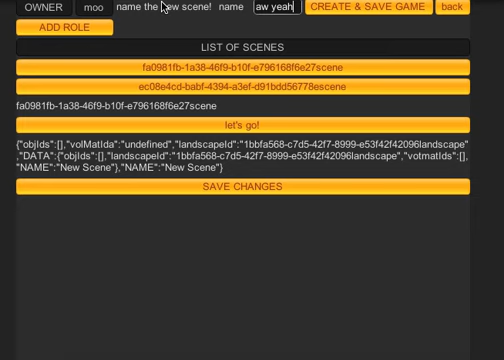 OWNER moo name the new scene! name aw yeah CREATE & SAVE GAME back
ADD ROLE
LIST OF SCENES
fa0981fb-1a38-46f9-b10f-e796168f6e27scene
ec08e4cd-babf-4394-a3ef-d91bdd56778escene
fa0981fb-1a38-46f9-b10f-e796168f6e27scene
let's go!
{"objIds":[],"volMatIda":"undefined","landscapeId":"1bbfa568-c7d5-42f7-8999-e53f42f42096landscape"
,"DATA":{"objIds":[],"landscapeId":"1bbfa568-c7d5-42f7-8999-e53f42f42096landscape","votmatIds":[],
"NAME":"New Scene"},"NAME":"New Scene"}
SAVE CHANGES